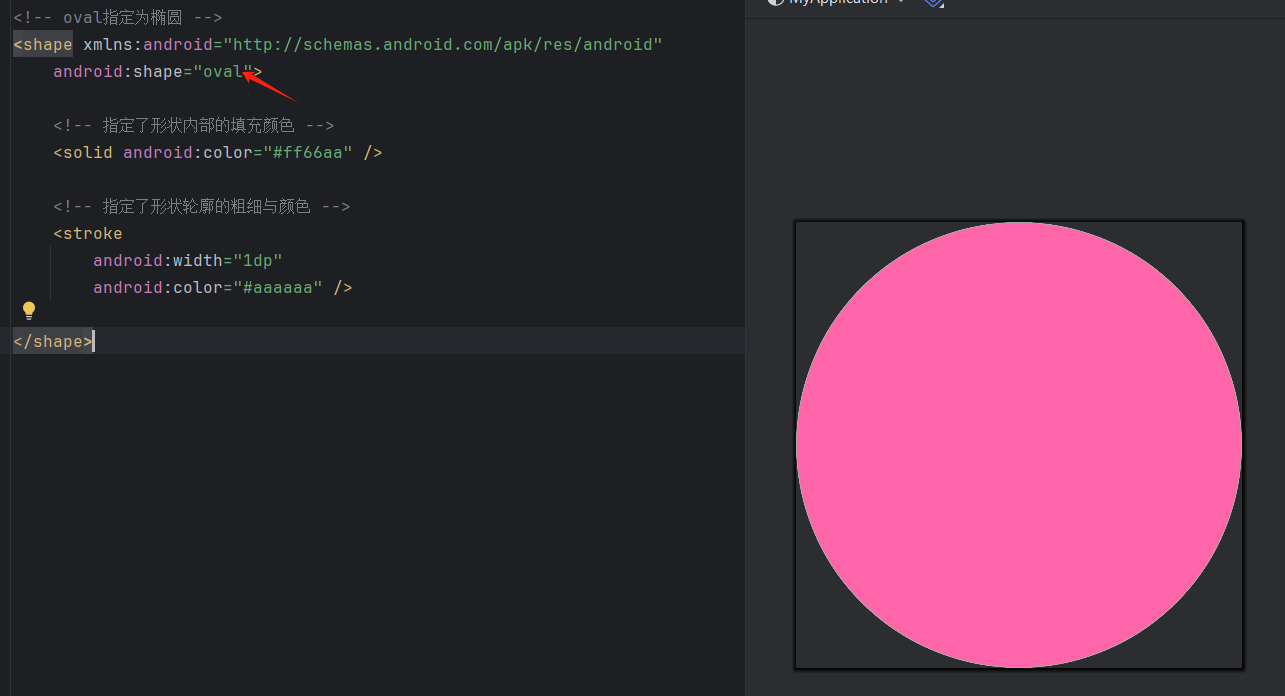 MyApplication
<!-- oval指定为椭圆 -->
<shape xmlns:android="http://schemas.android.com/apk/res/android"
    android:shape="oval">
    <!-- 指定了形状内部的填充颜色 -->
    <solid android:color="#ff66aa" />
    <!-- 指定了形状轮廓的粗细与颜色 -->
    <stroke
        android:width="1dp"
        android:color="#aaaaaa" />
</shape>